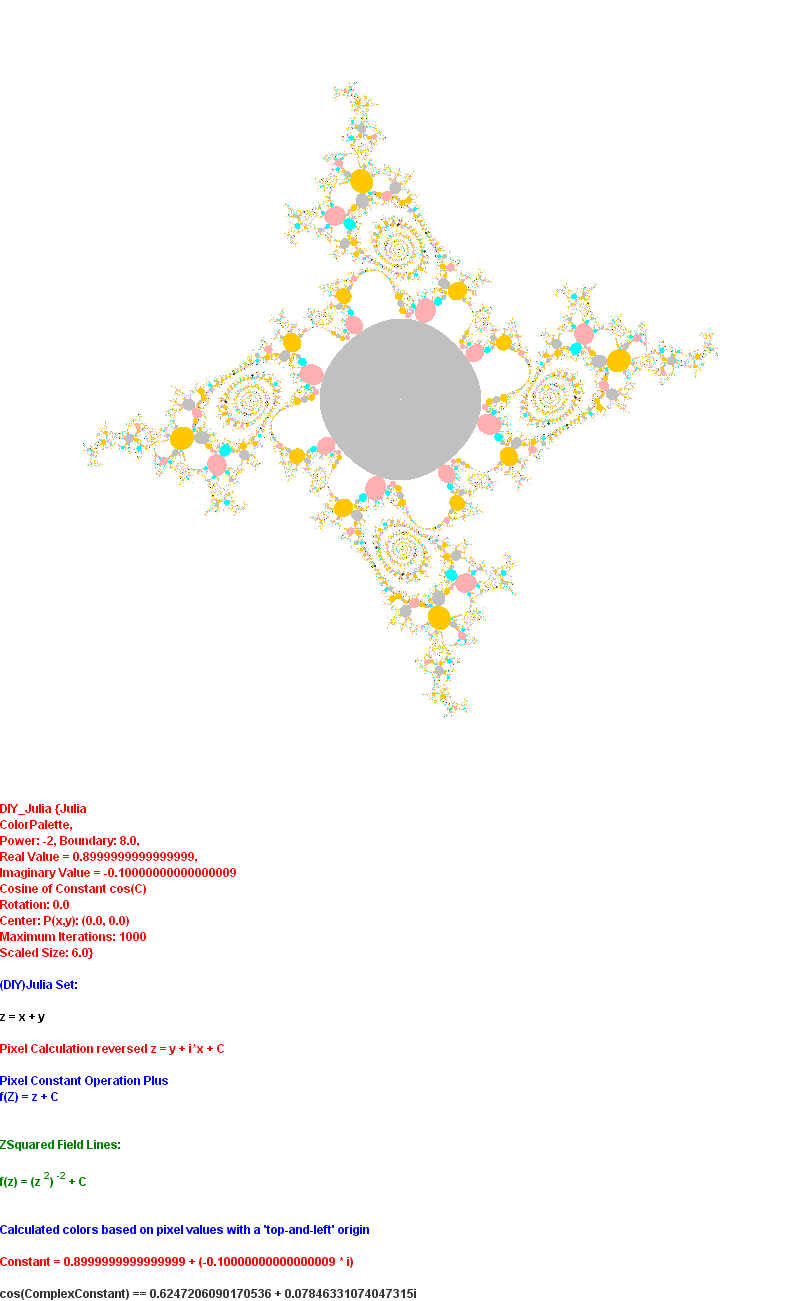 DIY_Julia {Julia
ColorPalette,
Power: -2, Boundary: 8.0,
Real Value = 0.8999999999999999,
Imaginary Value = -0.10000000000000009
Cosine of Constant cos(C)
Rotation: 0.0
Center: P(x,y): (0.0, 0.0)
Maximum Iterations: 1000
Scaled Size: 6.0}
(DIY)Julia Set:
z = x + y
Pixel Calculation reversed z = y + i*x + C
Pixel Constant Operation Plus
f(Z) = z + C
ZSquared Field Lines:
f(z) = (z 2) -2 + C
Calculated colors based on pixel values with a 'top-and-left' origin
Constant = 0.8999999999999999 + (-0.10000000000000009 * i)
cos(ComplexConstant) == 0.6247206090170536 + 0.07846331074047315i